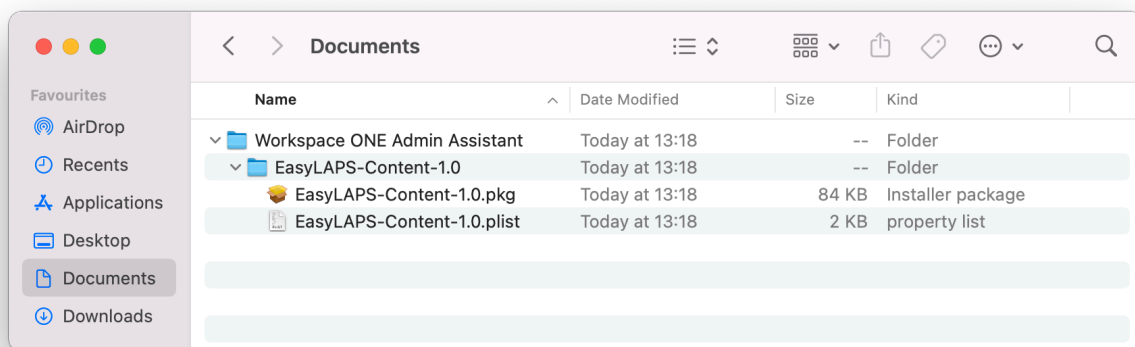 Documents
Favourites
AirDrop
Recents
Applications
Desktop
Documents
Downloads
Name Date Modified Size Kind
Workspace ONE Admin Assistant Today at 13:18 -- Folder
EasyLAPS-Content-1.0 Today at 13:18 -- Folder
EasyLAPS-Content-1.0.pkg Today at 13:18 84 KB Installer package
EasyLAPS-Content-1.0.plist Today at 13:18 2 KB property list